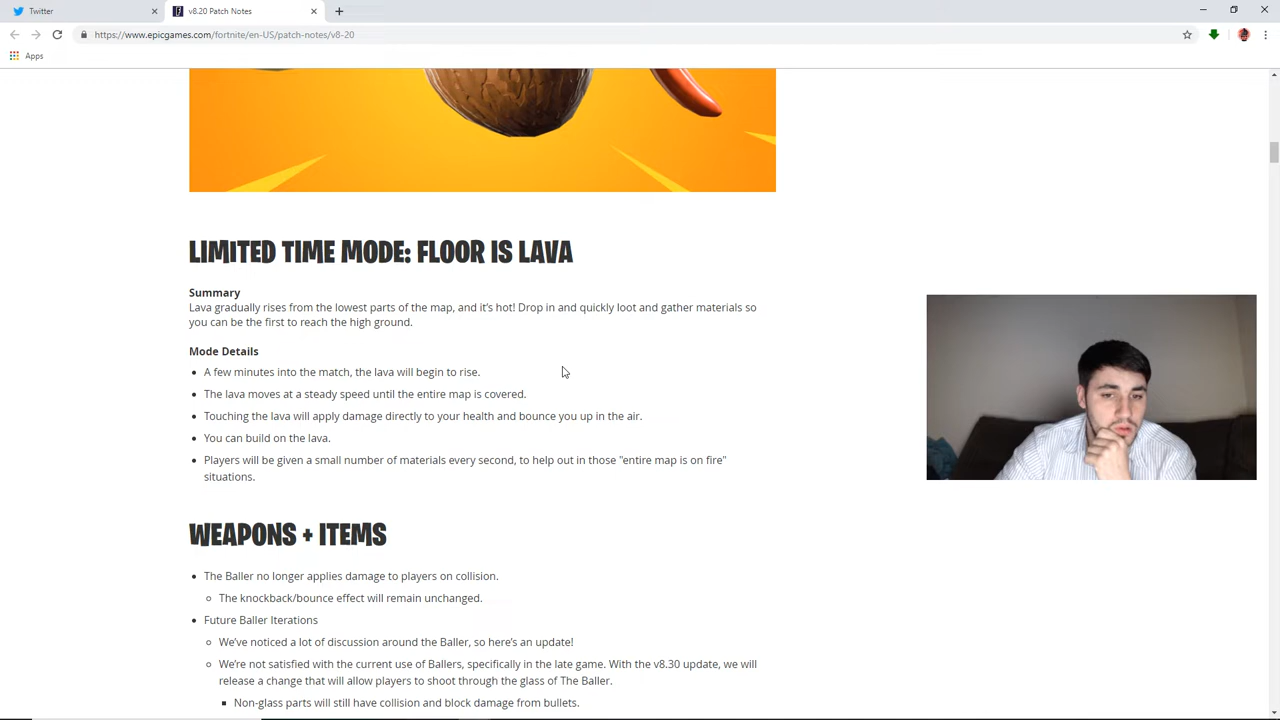 Twitter
v8.20 Patch Notes
https://www.epicgames.com/fortnite/en-US/patch-notes/v8-20
Apps
LIMITED TIME MODE: FLOOR IS LAVA
Summary
Lava gradually rises from the lowest parts of the map, and it's hot! Drop in and quickly loot and gather materials so
you can be the first to reach the high ground.
Mode Details
A few minutes into the match, the lava will begin to rise.
The lava moves at a steady speed until the entire map is covered.
Touching the lava will apply damage directly to your health and bounce you up in the air.
You can build on the lava.
Players will be given a small number of materials every second, to help out in those "entire map is on fire"
situations.
WEAPONS + ITEMS
The Baller no longer applies damage to players on collision.
The knockback/bounce effect will remain unchanged.
Future Baller Iterations
We've noticed a lot of discussion around the Baller, so here's an update!
We're not satisfied with the current use of Ballers, specifically in the late game. With the v8.30 update, we will
release a change that will allow players to shoot through the glass of The Baller.
Non-glass parts will still have collision and block damage from bullets.